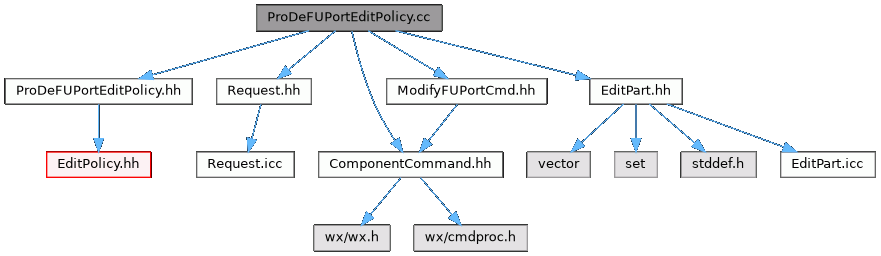 ProDeFUPortEditPolicy.cc
ProDeFUPortEditPolicy.hh
Request.hh
ModifyFUPortCmd.hh
EditPart.hh
EditPolicy.hh
Request.icc
ComponentCommand.hh
vector
set
stddef.h
EditPart.icc
wx/wx.h
wx/cmdproc.h